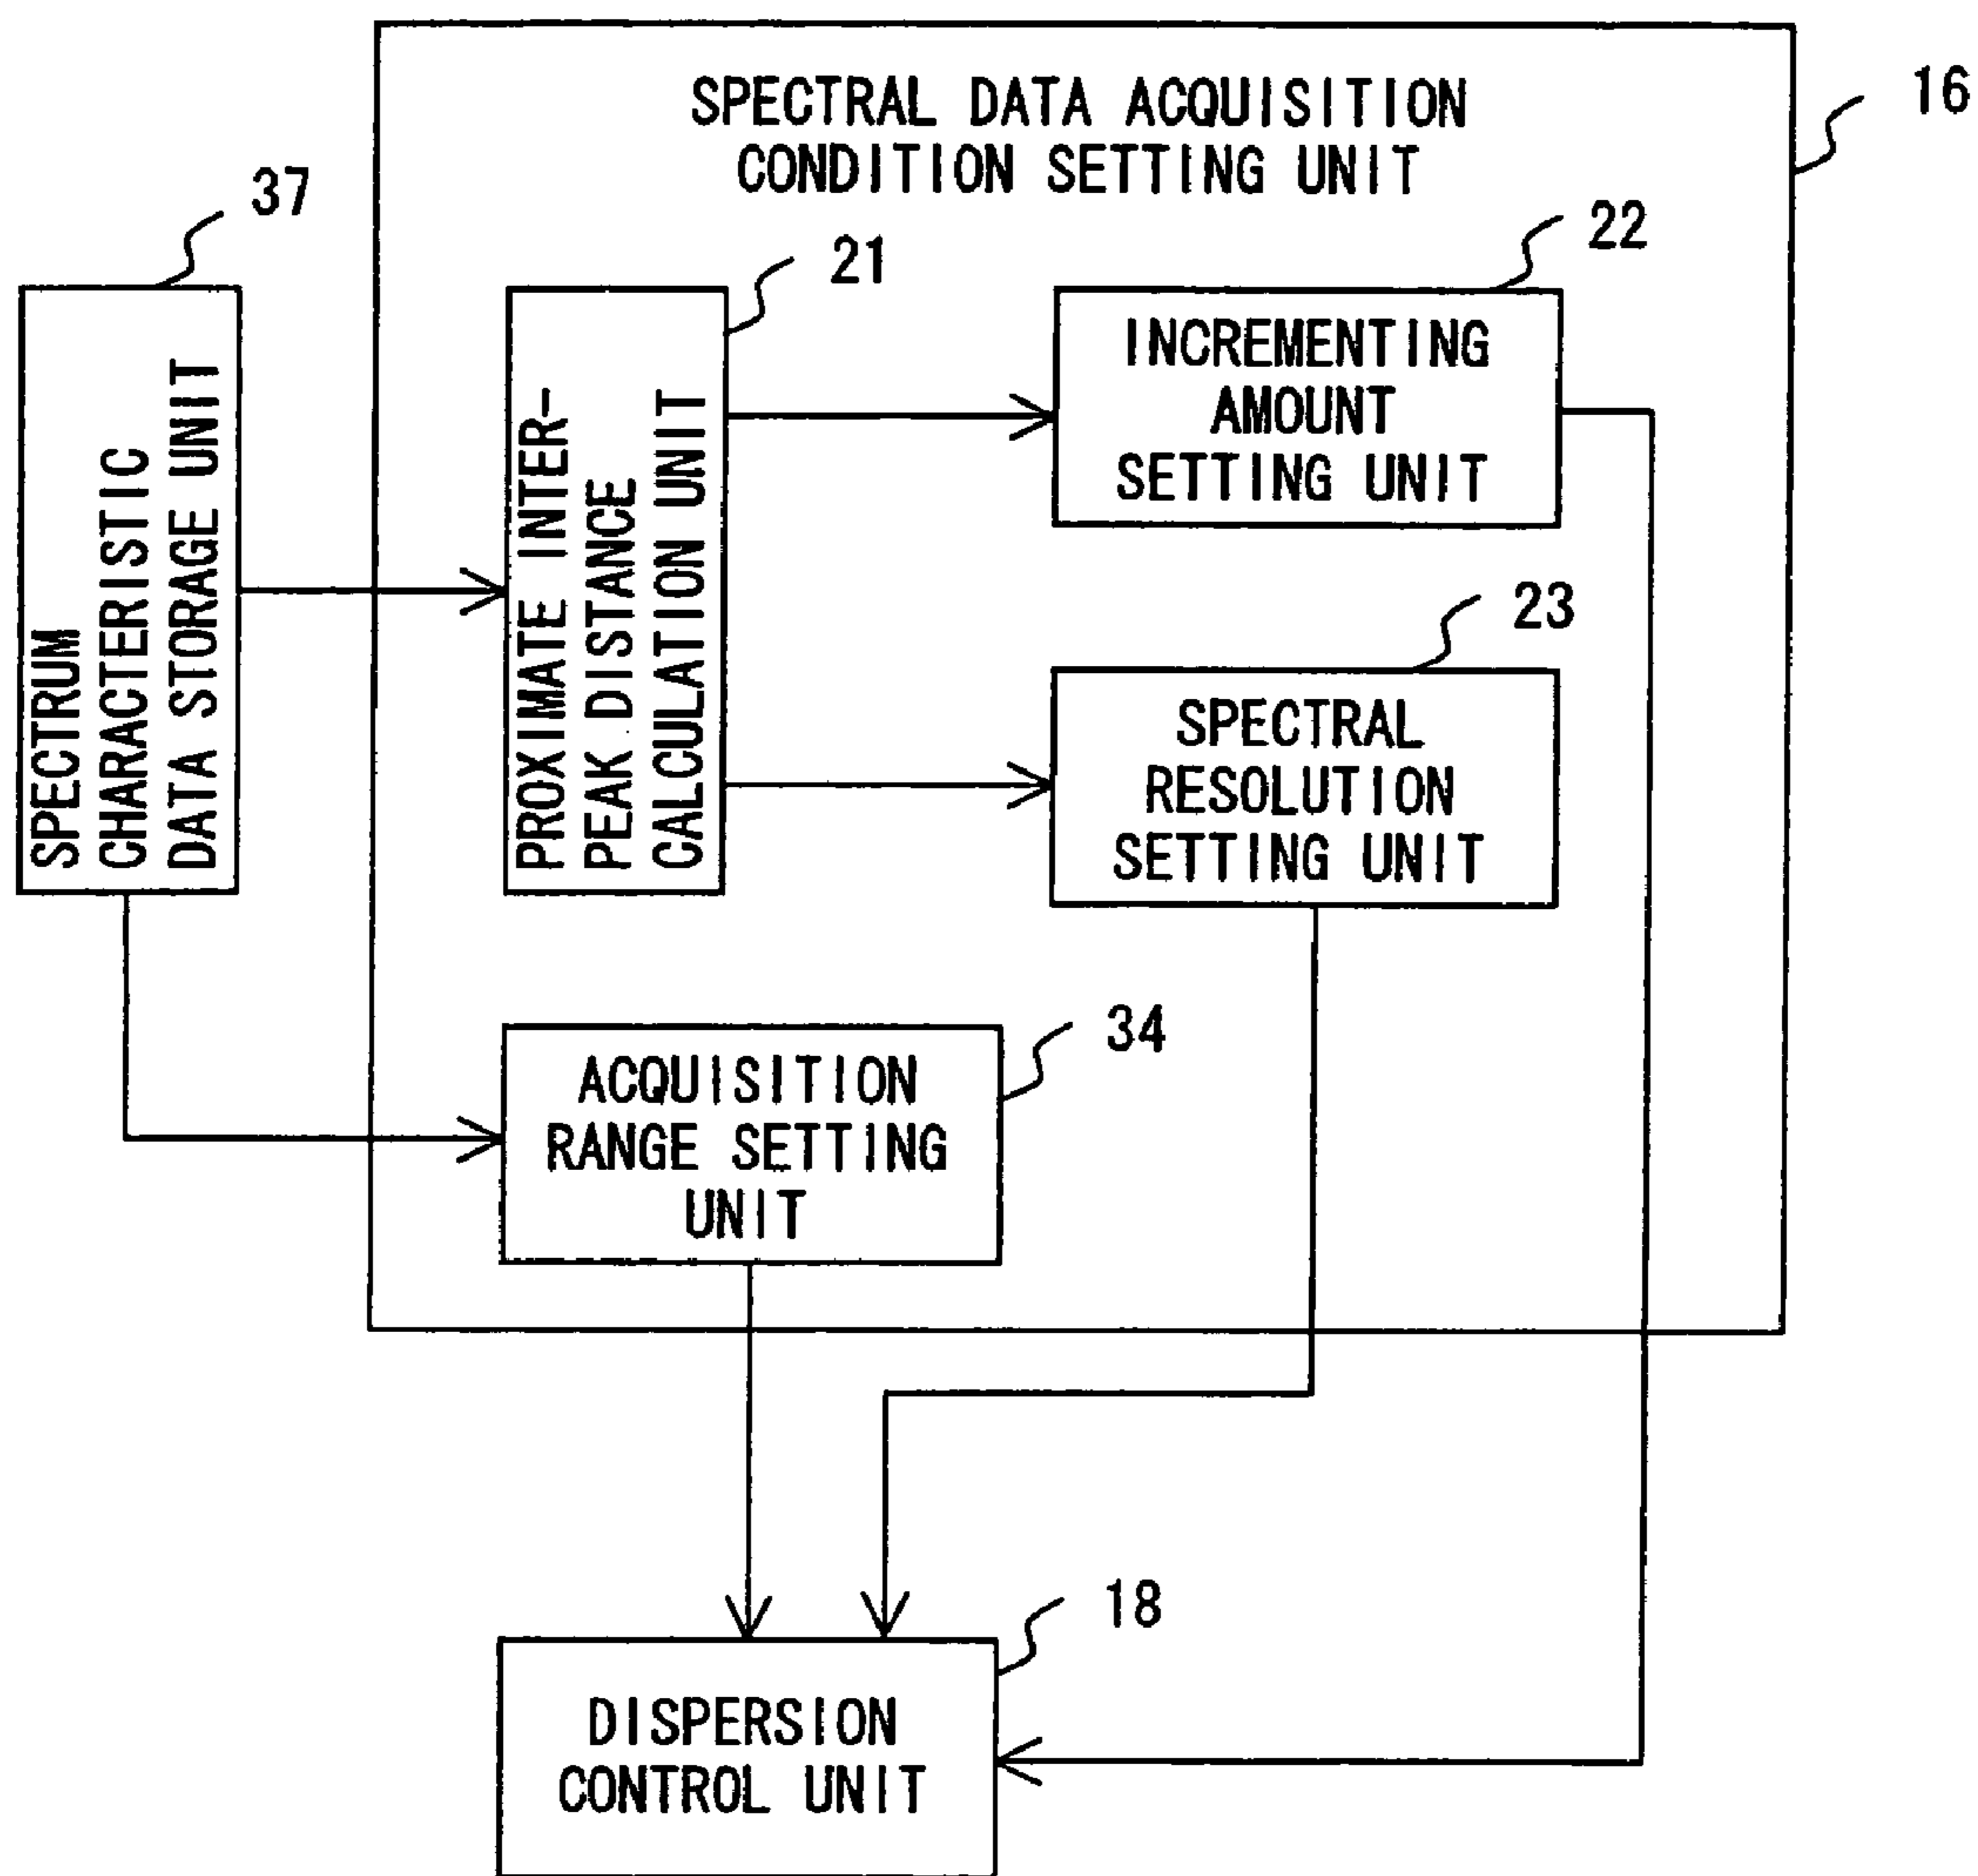 SPECTRAL DATA ACQUISITION
CONDITION SETTING UNIT
16
37
SPECTRUM
CHARACTERISTIC
DATA STORAGE UNIT
21
PROXIMATE INTER-
PEAK DISTANCE
CALCULATION UNIT
22
INCREMENTING
AMOUNT
SETTING UNIT
23
SPECTRAL
RESOLUTION
SETTING UNIT
34
ACQUISITION
RANGE SETTING
UNIT
18
DISPERSION
CONTROL UNIT